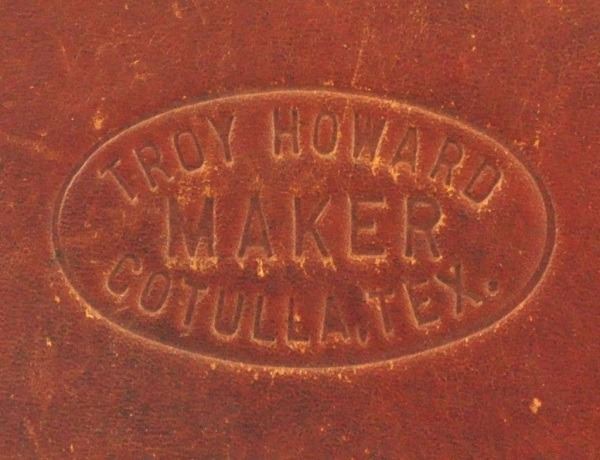 TROY HOWARD
MAKER
COTULLA, TEX.